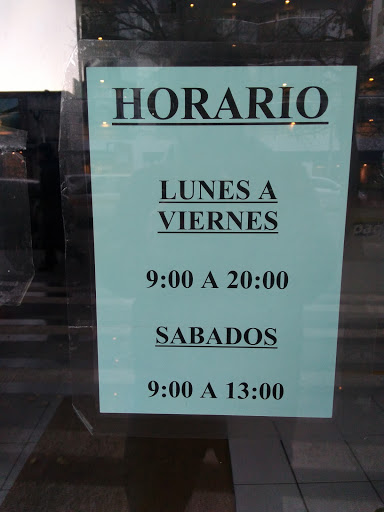 HORARIO
LUNES A
VIERNES
9:00 A 20:00
SABADOS
9:00 A 13:00